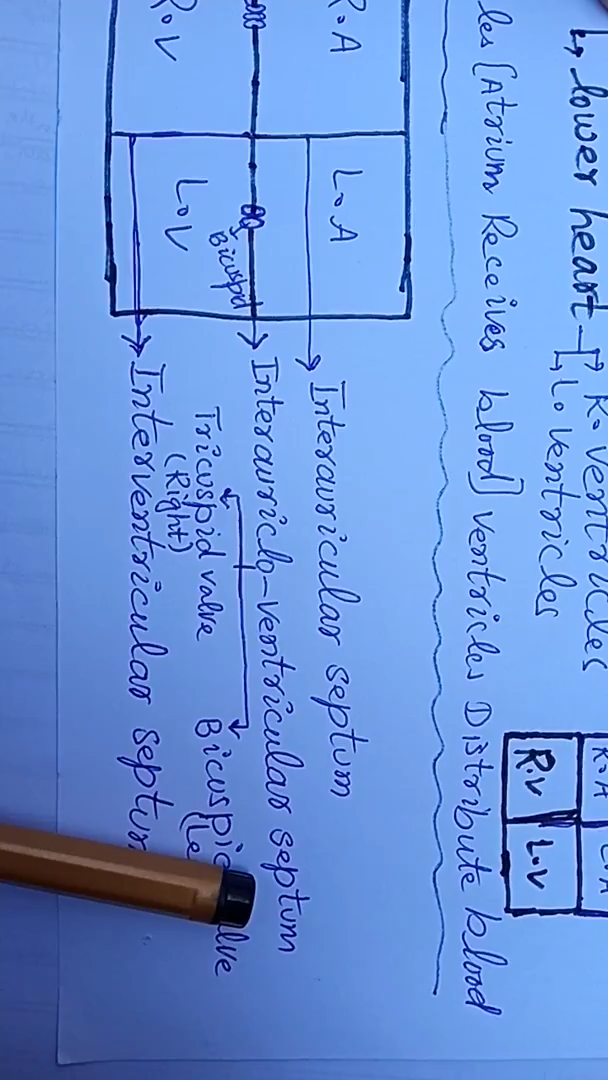 ↳ lower heart - [→ R. ventricles
↳ L. ventricles
les [Atrium Receives blood] ventricles Distribute blood
R.A L.A
R.V L.V
R.A L.A
R.V L.V
Bicuspid
→ Interauricular septum
→ Interauriclo-ventricular septum
Tricuspid valve
(Right)
→ Interventricular